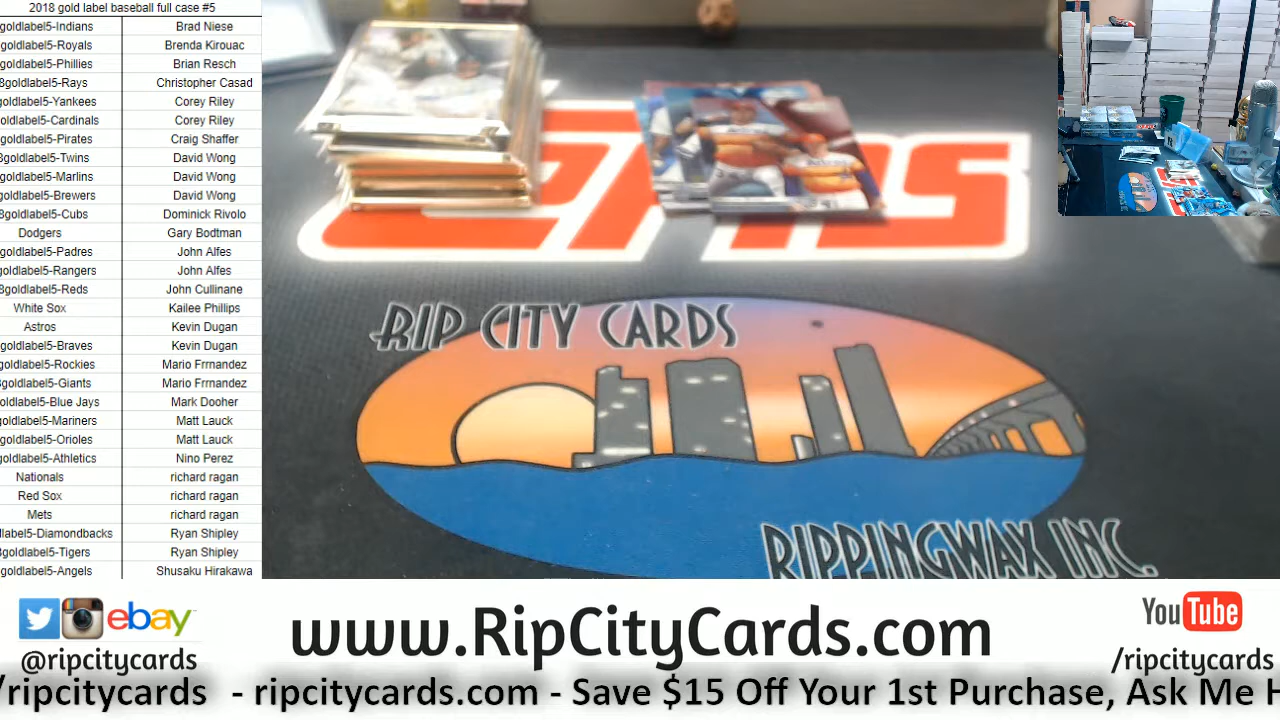 2018 gold label baseball full case #5
goldlabel5-Indians Brad Niese
goldlabel5-Royals Brenda Kirouac
goldlabel5-Phillies Brian Resch
8goldlabel5-Rays Christopher Casad
goldlabel5-Yankees Corey Riley
goldlabel5-Cardinals Corey Riley
goldlabel5-Pirates Craig Shaffer
8goldlabel5-Twins David Wong
goldlabel5-Marlins David Wong
goldlabel5-Brewers David Wong
8goldlabel5-Cubs Dominick Rivolo
Dodgers Gary Bodtman
goldlabel5-Padres John Alfes
goldlabel5-Rangers John Alfes
8goldlabel5-Reds John Cullinane
White Sox Kailee Phillips
Astros Kevin Dugan
goldlabel5-Braves Kevin Dugan
goldlabel5-Rockies Mario Frrnandez
goldlabel5-Giants Mario Frrnandez
oldlabel5-Blue Jays Mark Dooher
goldlabel5-Mariners Matt Lauck
goldlabel5-Orioles Matt Lauck
goldlabel5-Athletics Nino Perez
Nationals richard ragan
Red Sox richard ragan
Mets richard ragan
llabel5-Diamondbacks Ryan Shipley
goldlabel5-Tigers Ryan Shipley
goldlabel5-Angels Shusaku Hirakawa
RIP CITY CARDS
RIPPINGWAX INC.
ebay
@ripcitycards
www.RipCityCards.com
YouTube
/ripcitycards
/ripcitycards - ripcitycards.com - Save $15 Off Your 1st Purchase, Ask Me H